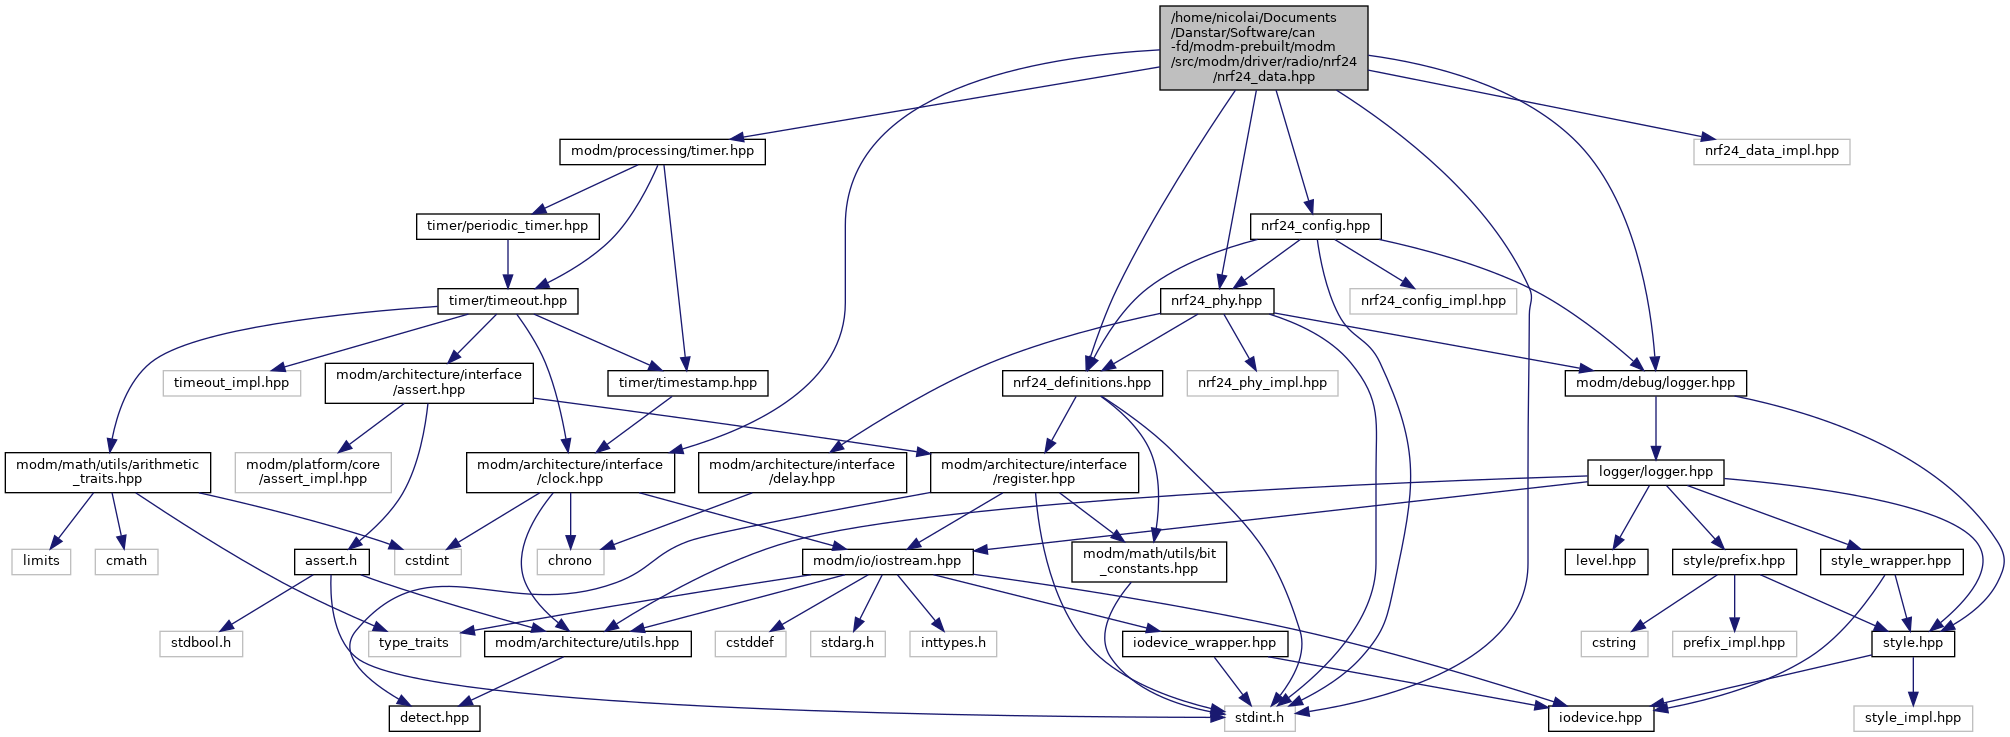 /home/nicolai/Documents
/Danstar/Software/can
-fd/modm-prebuilt/modm
/src/modm/driver/radio/nrf24
/nrf24_data.hpp
modm/processing/timer.hpp
nrf24_data_impl.hpp
timer/periodic_timer.hpp
nrf24_config.hpp
timer/timeout.hpp
nrf24_phy.hpp
nrf24_config_impl.hpp
timeout_impl.hpp
modm/architecture/interface
/assert.hpp
timer/timestamp.hpp
nrf24_definitions.hpp
nrf24_phy_impl.hpp
modm/debug/logger.hpp
modm/math/utils/arithmetic
_traits.hpp
modm/platform/core
/assert_impl.hpp
modm/architecture/interface
/clock.hpp
modm/architecture/interface
/delay.hpp
modm/architecture/interface
/register.hpp
logger/logger.hpp
limits
cmath
assert.h
cstdint
chrono
modm/io/iostream.hpp
modm/math/utils/bit
_constants.hpp
level.hpp
style/prefix.hpp
style_wrapper.hpp
stdbool.h
type_traits
modm/architecture/utils.hpp
cstddef
stdarg.h
inttypes.h
iodevice_wrapper.hpp
cstring
prefix_impl.hpp
style.hpp
detect.hpp
stdint.h
iodevice.hpp
style_impl.hpp